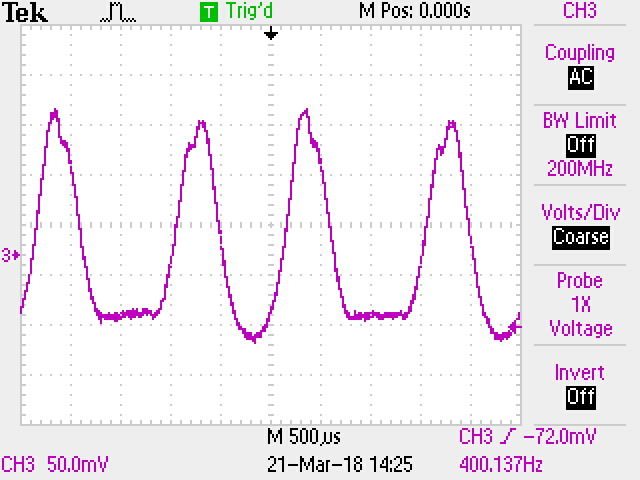 Tek T Trig'd M Pos: 0.000s CH3
Coupling
AC
BW Limit
Off
200MHz
Volts/Div
Coarse
3
Probe
1X
Voltage
Invert
Off
M 500µs CH3 -72.0mV
CH3 50.0mV 21-Mar-18 14:25 400.137Hz